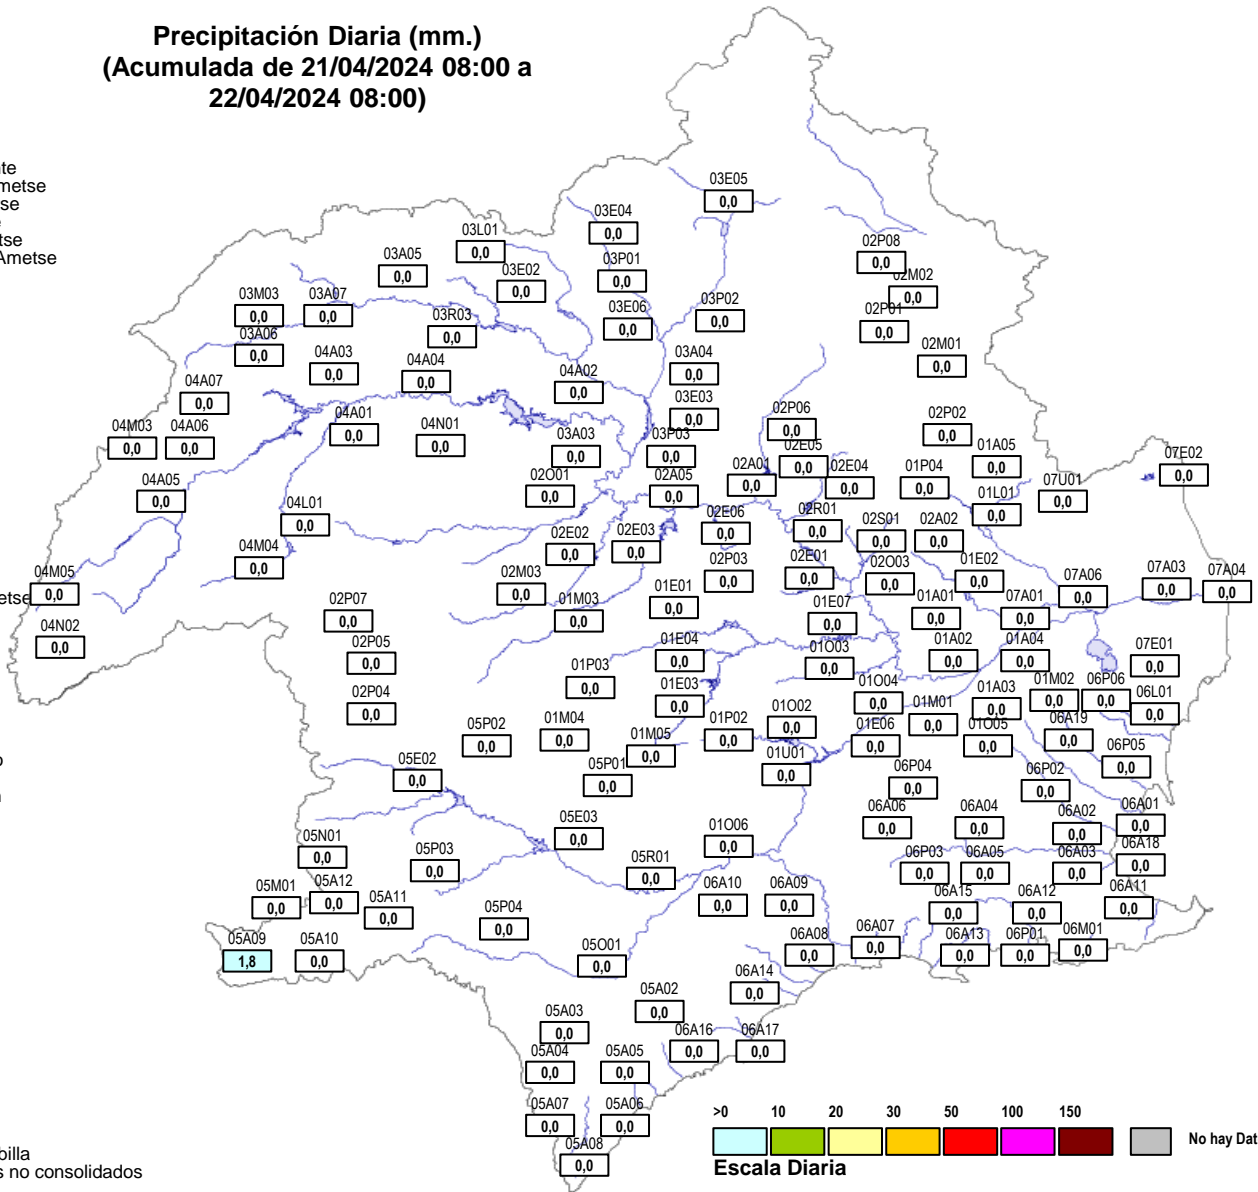 Precipitación Diaria (mm.)
(Acumulada de 21/04/2024 08:00 a
22/04/2024 08:00)
nte
metse
tse
e
tse
Ametse
etse
o
n
billa
s no consolidados
03E05
0,0
03E04
0,0
03L01
0,0
02P08
0,0
03A05
0,0
03P01
0,0
03E02
0,0
02M02
0,0
03M03
0,0
03A07
0,0
03P02
0,0
03R03
0,0
03E06
0,0
02P01
0,0
03A06
0,0
04A03
0,0
04A04
0,0
03A04
0,0
02M01
0,0
04A02
0,0
04A07
0,0
03E03
0,0
04A01
0,0
02P06
0,0
02P02
0,0
04M03
0,0
04A06
0,0
04N01
0,0
03A03
0,0
03P03
0,0
02E05
0,0
01A05
0,0
07E02
0,0
02A01
0,0
02E04
0,0
01P04
0,0
04A05
0,0
02O01
0,0
02A05
0,0
07U01
0,0
01L01
0,0
04L01
0,0
02E06
0,0
02R01
0,0
02S01
0,0
02A02
0,0
02E02
0,0
02E03
0,0
04M04
0,0
02P03
0,0
02E01
0,0
02O03
0,0
01E02
0,0
04M05
0,0
02M03
0,0
07A06
0,0
07A03
0,0
07A04
0,0
02P07
0,0
01M03
0,0
01E01
0,0
01E07
0,0
01A01
0,0
07A01
0,0
04N02
0,0
02P05
0,0
01E04
0,0
01O03
0,0
01A02
0,0
01A04
0,0
07E01
0,0
01P03
0,0
02P04
0,0
01E03
0,0
01O04
0,0
01A03
0,0
01M02
0,0
06P06
0,0
06L01
0,0
05P02
0,0
01M04
0,0
01P02
0,0
01O02
0,0
01M01
0,0
01M05
0,0
01E06
0,0
01O05
0,0
06A19
0,0
05E02
0,0
05P01
0,0
01U01
0,0
06P04
0,0
06P02
0,0
06P05
0,0
05E03
0,0
06A06
0,0
06A04
0,0
06A02
0,0
06A01
0,0
05N01
0,0
01O06
0,0
05P03
0,0
05R01
0,0
06P03
0,0
06A05
0,0
06A03
0,0
06A18
0,0
05M01
0,0
05A12
0,0
05A11
0,0
06A10
0,0
06A09
0,0
06A15
0,0
06A12
0,0
06A11
0,0
05P04
0,0
05A09
1,8
05A10
0,0
05O01
0,0
06A08
0,0
06A07
0,0
06A13
0,0
06P01
0,0
06M01
0,0
06A14
0,0
05A02
0,0
05A03
0,0
06A16
0,0
06A17
0,0
05A04
0,0
05A05
0,0
05A07
0,0
05A06
0,0
05A08
0,0
>0 10 20 30 50 100 150
No hay Dat
Escala Diaria